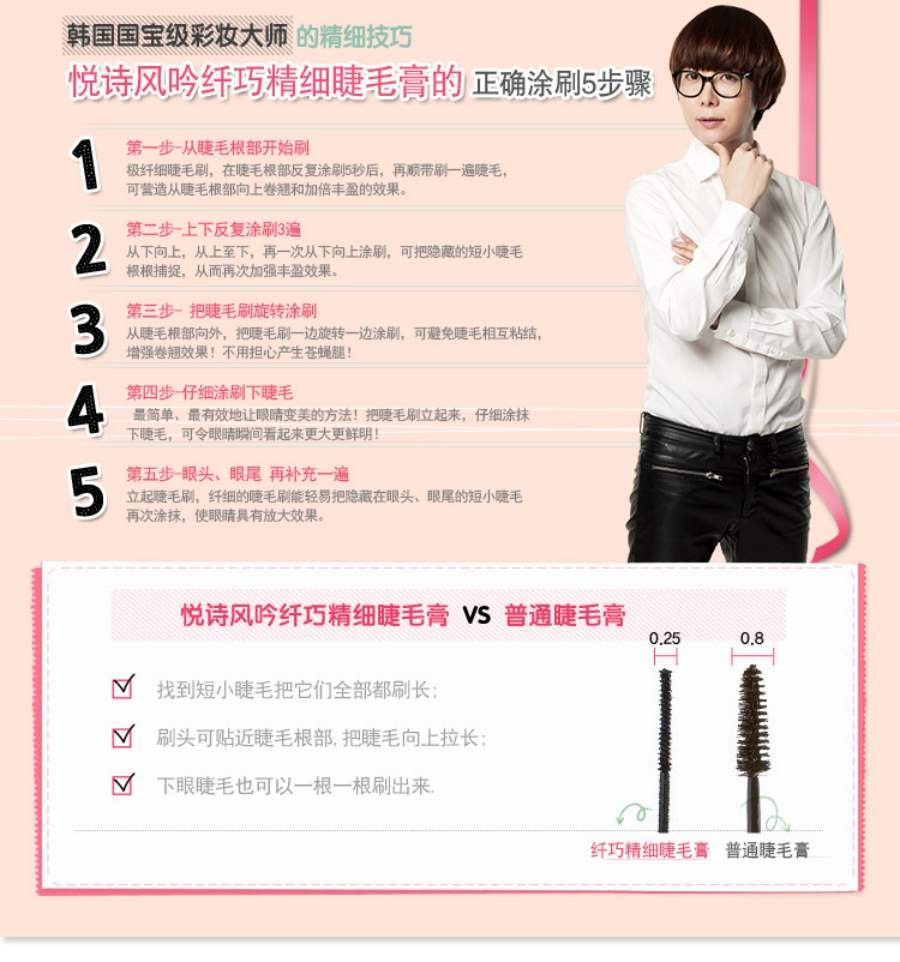 韩国国宝级彩妆大师 的精细技巧
悦诗风吟纤巧精细睫毛膏的 正确涂刷5步骤
1
第一步-从睫毛根部开始刷
极纤细睫毛刷，在睫毛根部反复涂刷5秒后，再顺带刷一遍睫毛，
可营造从睫毛根部向上卷翘和加倍丰盈的效果。
2
第二步-上下反复涂刷3遍
从下向上，从上至下，再一次从下向上涂刷，可把隐藏的短小睫毛
根根捕捉，从而再次加强丰盈效果。
3
第三步- 把睫毛刷旋转涂刷
从睫毛根部向外，把睫毛刷一边旋转一边涂刷，可避免睫毛相互粘结，
增强卷翘效果！不用担心产生苍蝇腿！
4
第四步-仔细涂刷下睫毛
最简单、最有效地让眼睛变美的方法！把睫毛刷立起来，仔细涂抹
下睫毛，可令眼睛瞬间看起来更大更鲜明！
5
第五步-眼头、眼尾 再补充一遍
立起睫毛刷，纤细的睫毛刷能轻易把隐藏在眼头、眼尾的短小睫毛
再次涂抹，使眼睛具有放大效果。
悦诗风吟纤巧精细睫毛膏 VS 普通睫毛膏
0.25 0.8
找到短小睫毛把它们全部都刷长；
刷头可贴近睫毛根部，把睫毛向上拉长；
下眼睫毛也可以一根一根刷出来.
纤巧精细睫毛膏 普通睫毛膏